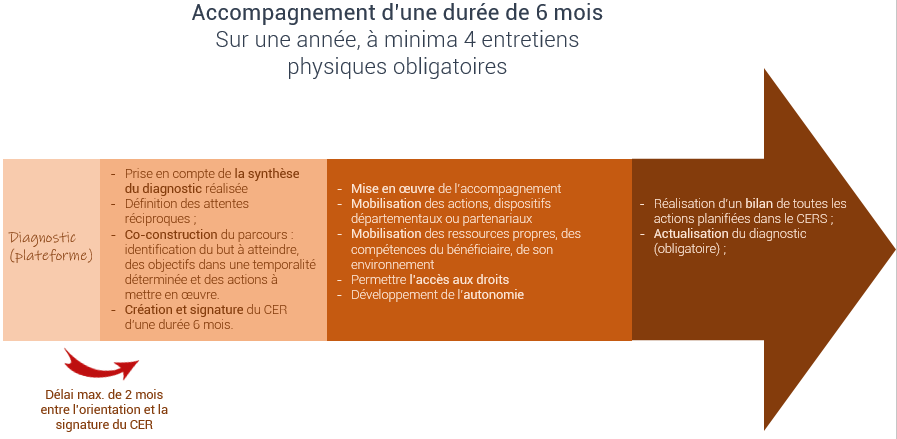 Accompagnement d'une durée de 6 mois
Sur une année, à minima 4 entretiens
physiques obligatoires
Diagnostic
(plateforme)
- Prise en compte de la synthèse
du diagnostic réalisée
- Définition des attentes
réciproques ;
- Co-construction du parcours :
identification du but à atteindre,
des objectifs dans une temporalité
déterminée et des actions à
mettre en œuvre.
- Création et signature du CER
d'une durée 6 mois.
- Mise en œuvre de l'accompagnement
- Mobilisation des actions, dispositifs
départementaux ou partenariaux
- Mobilisation des ressources propres, des
compétences du bénéficiaire, de son
environnement
- Permettre l'accès aux droits
- Développement de l'autonomie
- Réalisation d'un bilan de toutes les
actions planifiées dans le CERS ;
- Actualisation du diagnostic
(obligatoire) ;
Délai max. de 2 mois
entre l'orientation et la
signature du CER